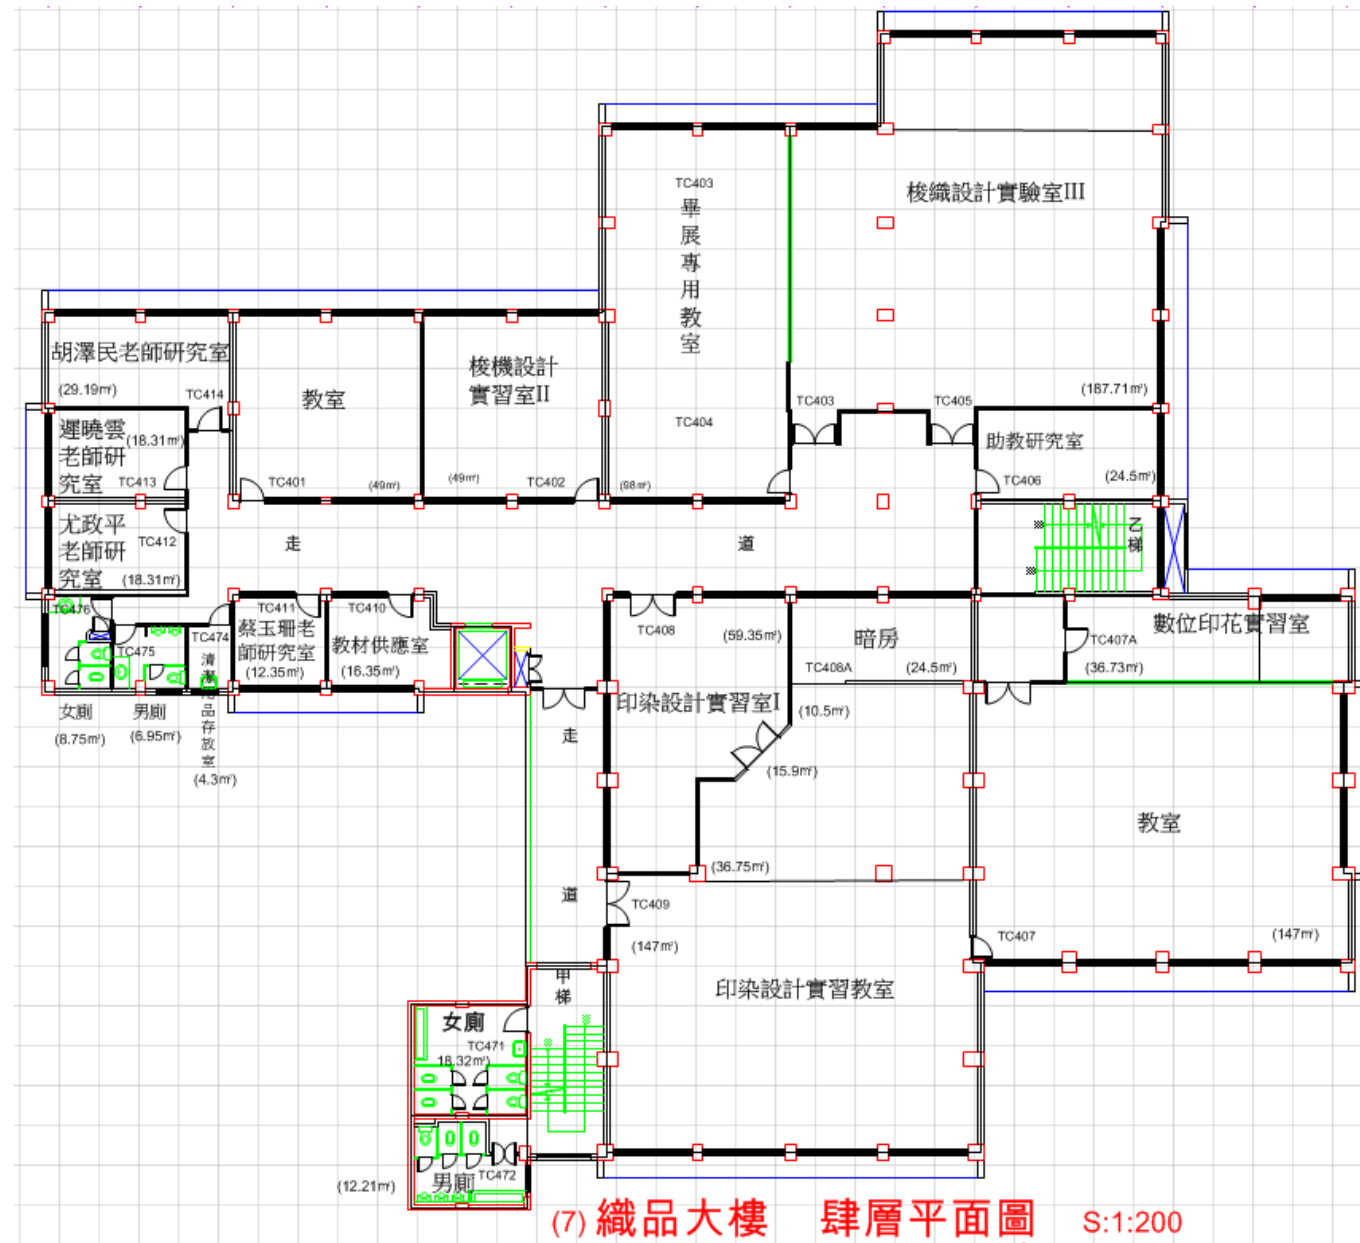 TC403
畢展專用教室
梭織設計實驗室III
胡澤民老師研究室
(29.19㎡)
TC414
教室
梭機設計
實習室II
TC403
TC405
(187.71㎡)
遲曉雲
老師研
究室
(18.31㎡)
TC413
TC404
助教研究室
TC406
(24.5㎡)
TC401
(49㎡)
(49㎡)
TC402
(98㎡)
尤政平
老師研
究室
TC412
(18.31㎡)
走
道
乙梯
TC476
TC475
TC474
TC411
蔡玉珊老
師研究室
(12.35㎡)
TC410
教材供應室
(16.35㎡)
TC408
(59.35㎡)
暗房
TC408A
(24.5㎡)
TC407A
數位印花實習室
(36.73㎡)
女廁
(8.75㎡)
男廁
(6.95㎡)
清潔用品存放室
(4.3㎡)
走
印染設計實習室I
(10.5㎡)
(15.9㎡)
教室
(36.75㎡)
道
TC409
(147㎡)
TC407
(147㎡)
甲梯
印染設計實習教室
女廁
TC471
18.32㎡)
TC472
男廁
(12.21㎡)
(7) 織品大樓 肆層平面圖 S:1:200